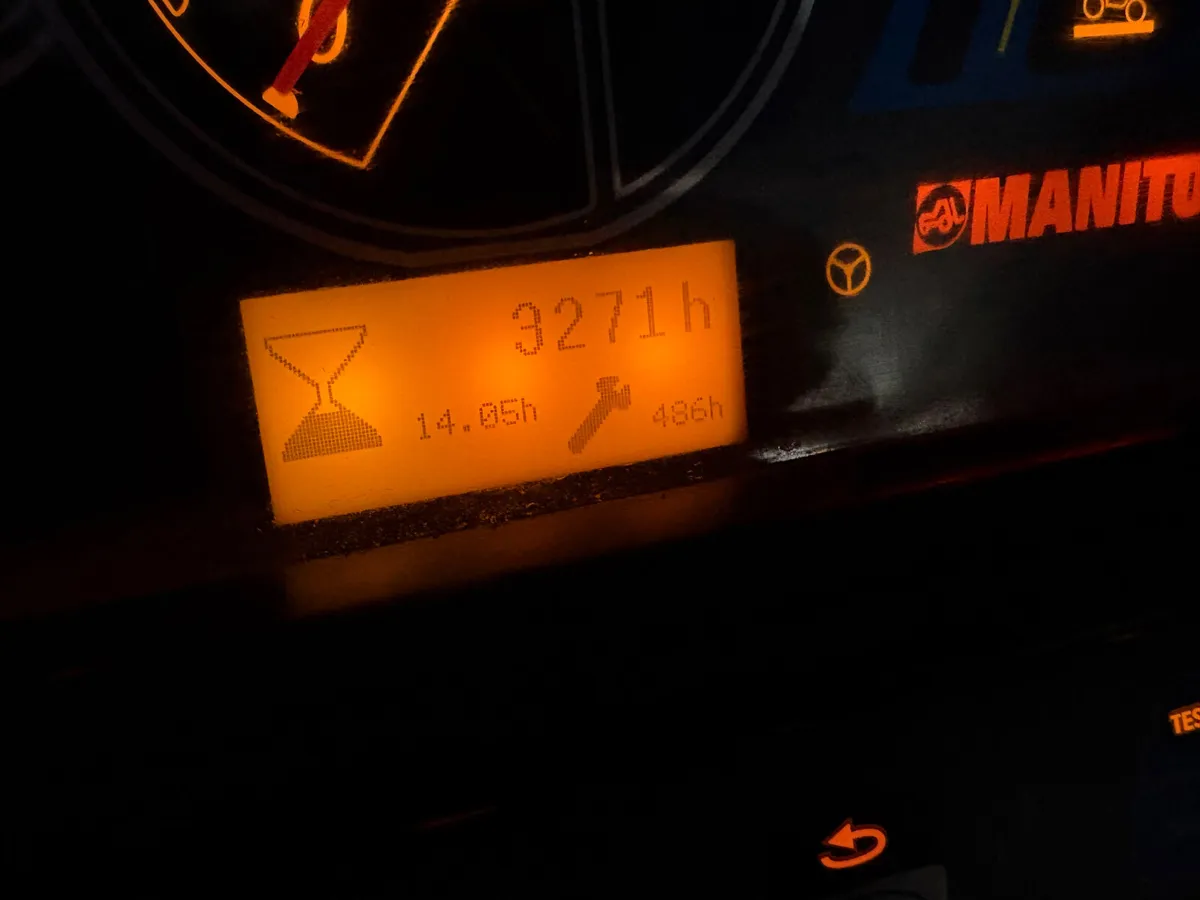 MANITO
3271h
14.05h 486h
TES